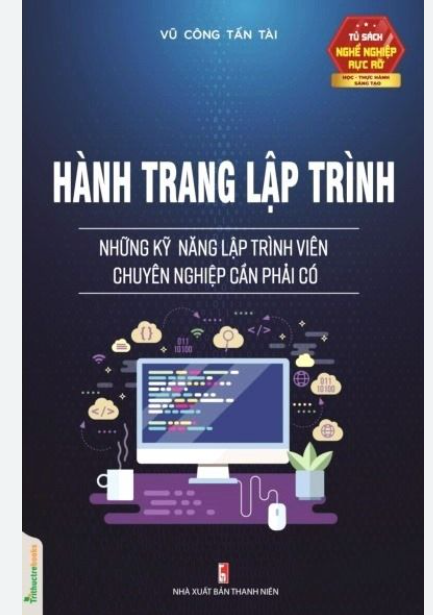 VŨ CÔNG TẤN TÀI
TỦ SÁCH
NGHỀ NGHIỆP
RỰC RỠ
HỌC - THỰC HÀNH
SÁNG TẠO
HÀNH TRANG LẬP TRÌNH
NHỮNG KỸ NĂNG LẬP TRÌNH VIÊN
CHUYÊN NGHIỆP CẦN PHẢI CÓ
{}
011
10100
</>
011
10100
</>
Trithuctrebooks
NHÀ XUẤT BẢN THANH NIÊN